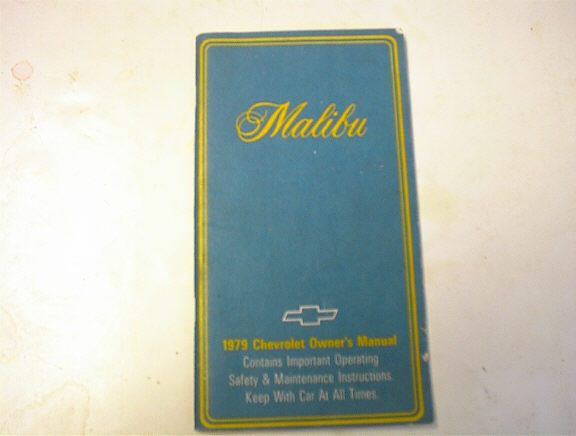 Malibu
1979 Chevrolet Owner's Manual
Contains Important Operating
Safety & Maintenance Instructions.
Keep With Car At All Times.